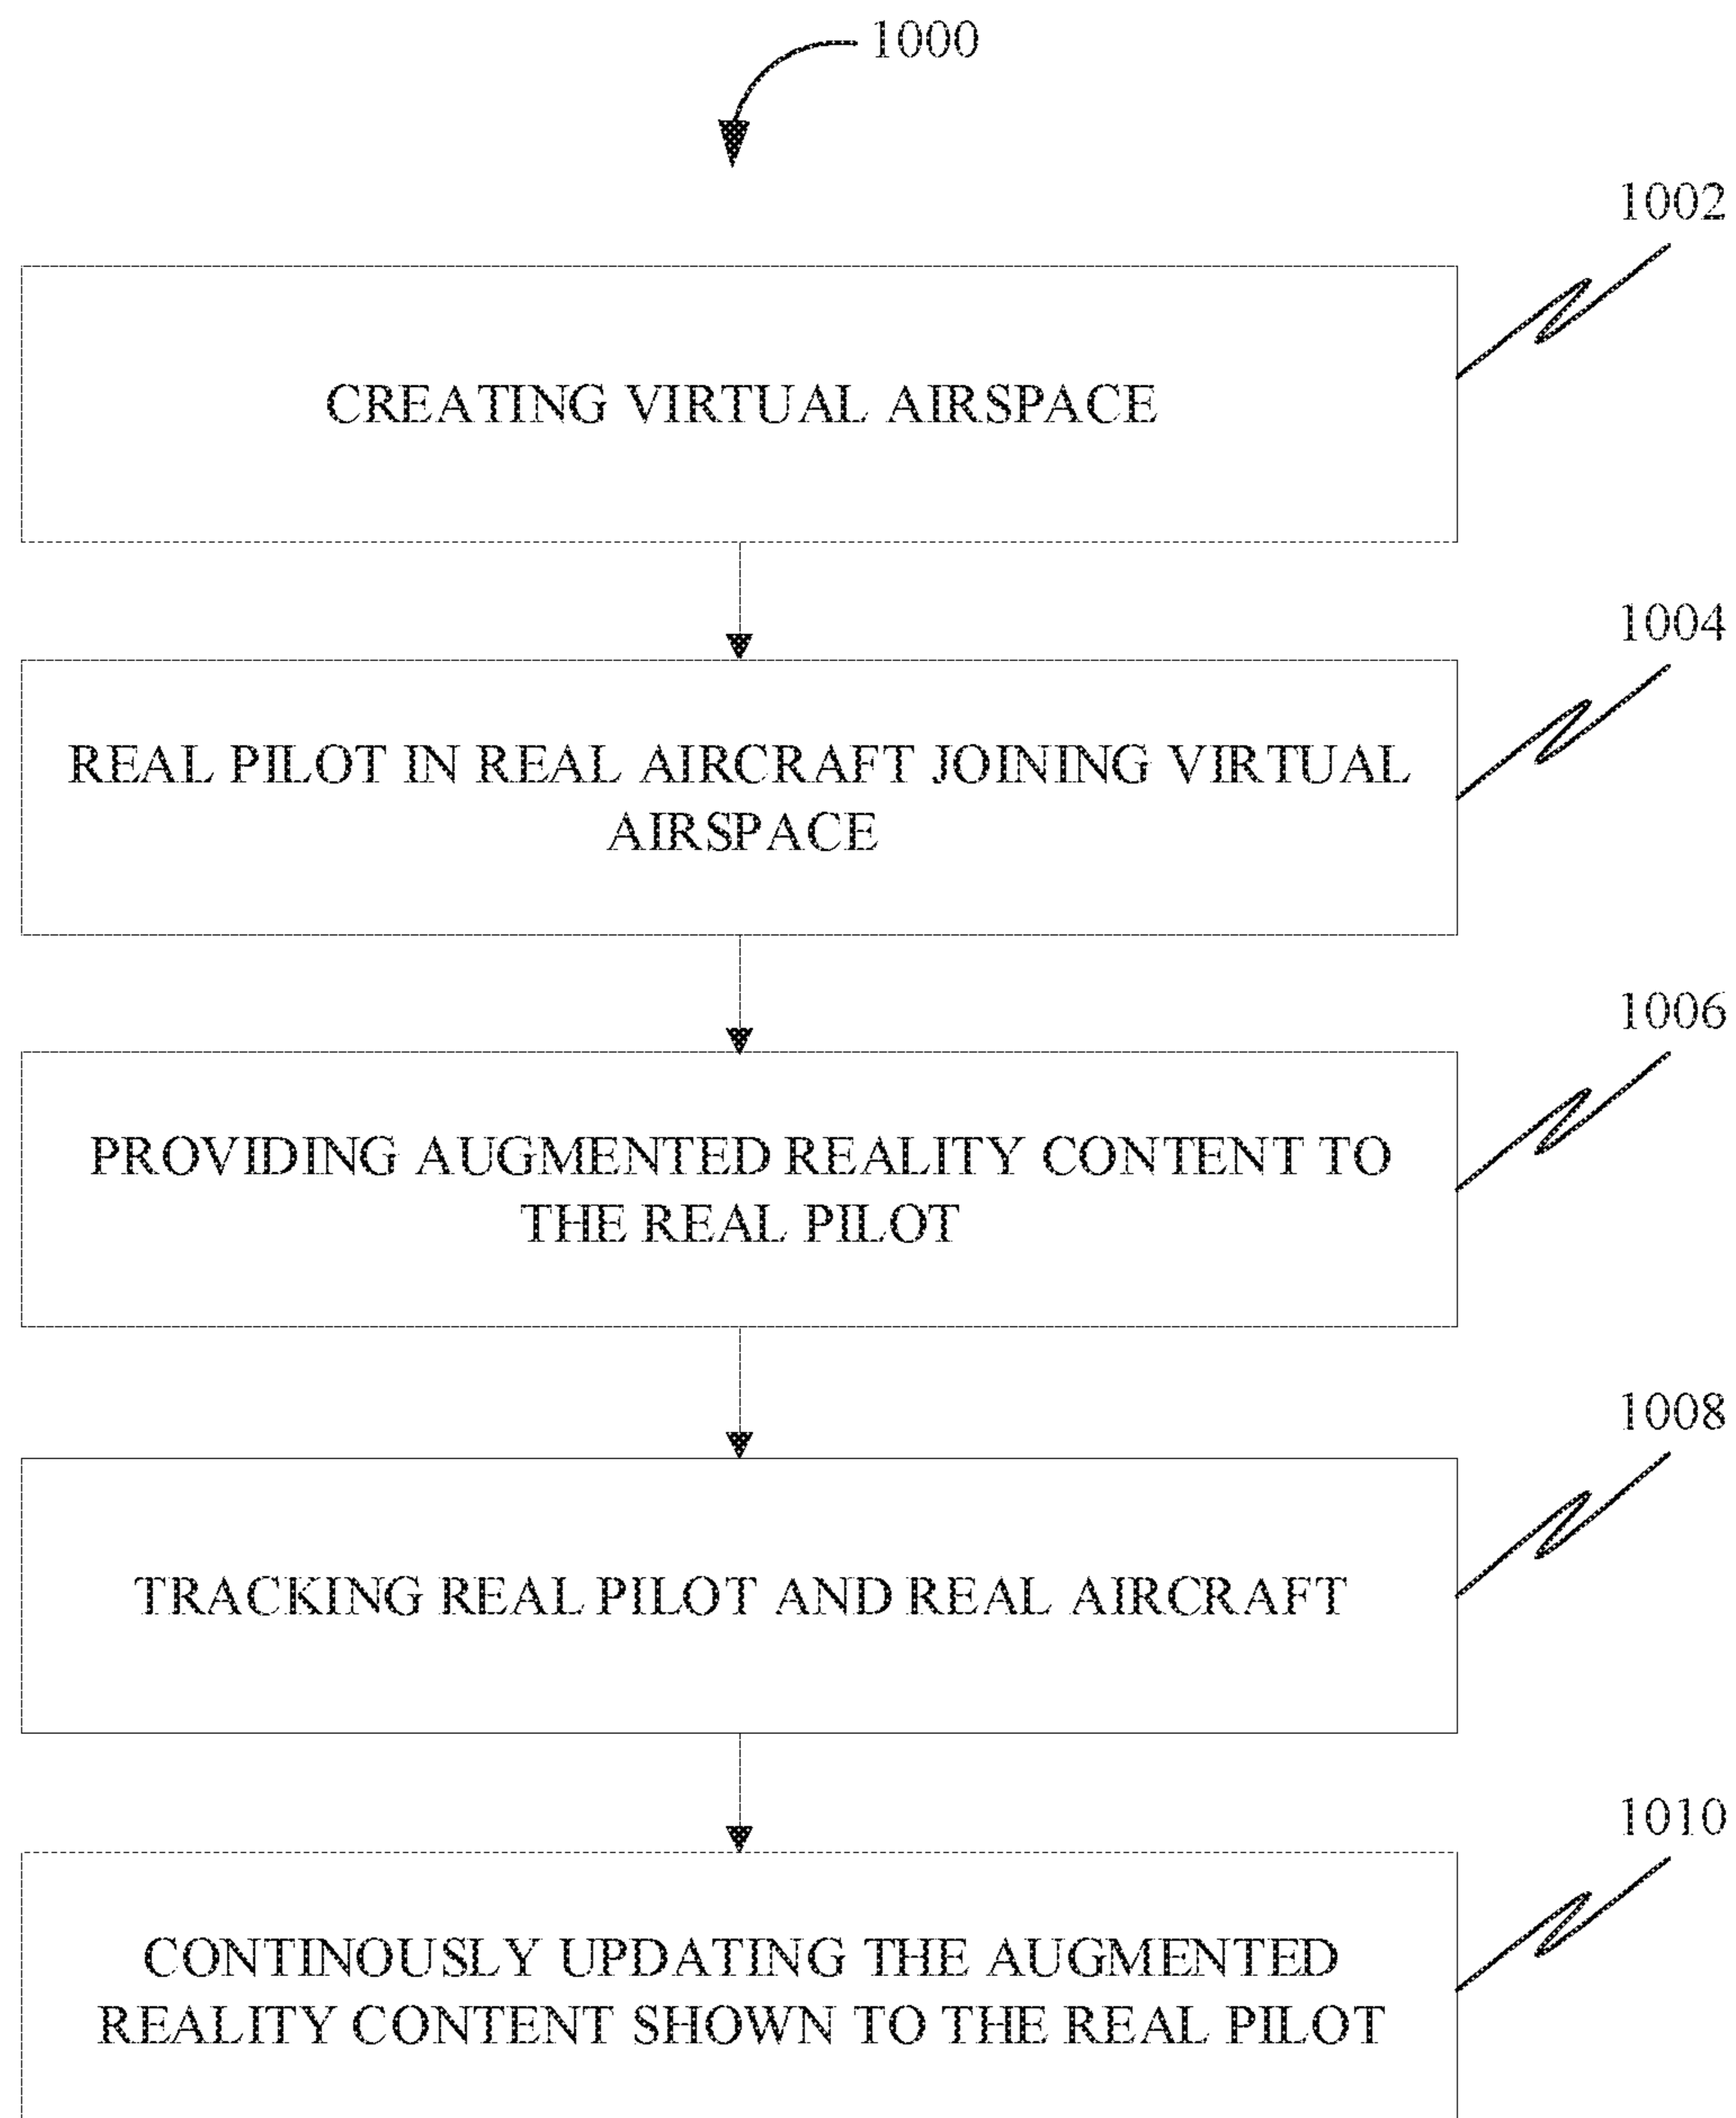 1000
1002
CREATING VIRTUAL AIRSPACE
1004
REAL PILOT IN REAL AIRCRAFT JOINING VIRTUAL
AIRSPACE
1006
PROVIDING AUGMENTED REALITY CONTENT TO
THE REAL PILOT
1008
TRACKING REAL PILOT AND REAL AIRCRAFT
1010
CONTINOUSLY UPDATING THE AUGMENTED
REALITY CONTENT SHOWN TO THE REAL PILOT